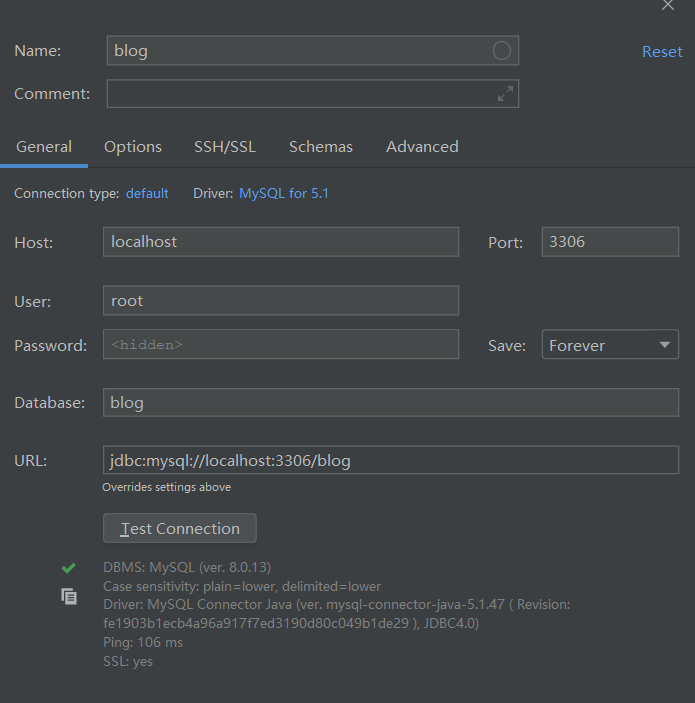 Name: blog Reset
Comment:
General Options SSH/SSL Schemas Advanced
Connection type: default Driver: MySQL for 5.1
Host: localhost Port: 3306
User: root
Password: <hidden> Save: Forever
Database: blog
URL: jdbc:mysql://localhost:3306/blog
Overrides settings above
Test Connection
DBMS: MySQL (ver. 8.0.13)
Case sensitivity: plain=lower, delimited=lower
Driver: MySQL Connector Java (ver. mysql-connector-java-5.1.47 ( Revision:
fe1903b1ecb4a96a917f7ed3190d80c049b1de29 ), JDBC4.0)
Ping: 106 ms
SSL: yes